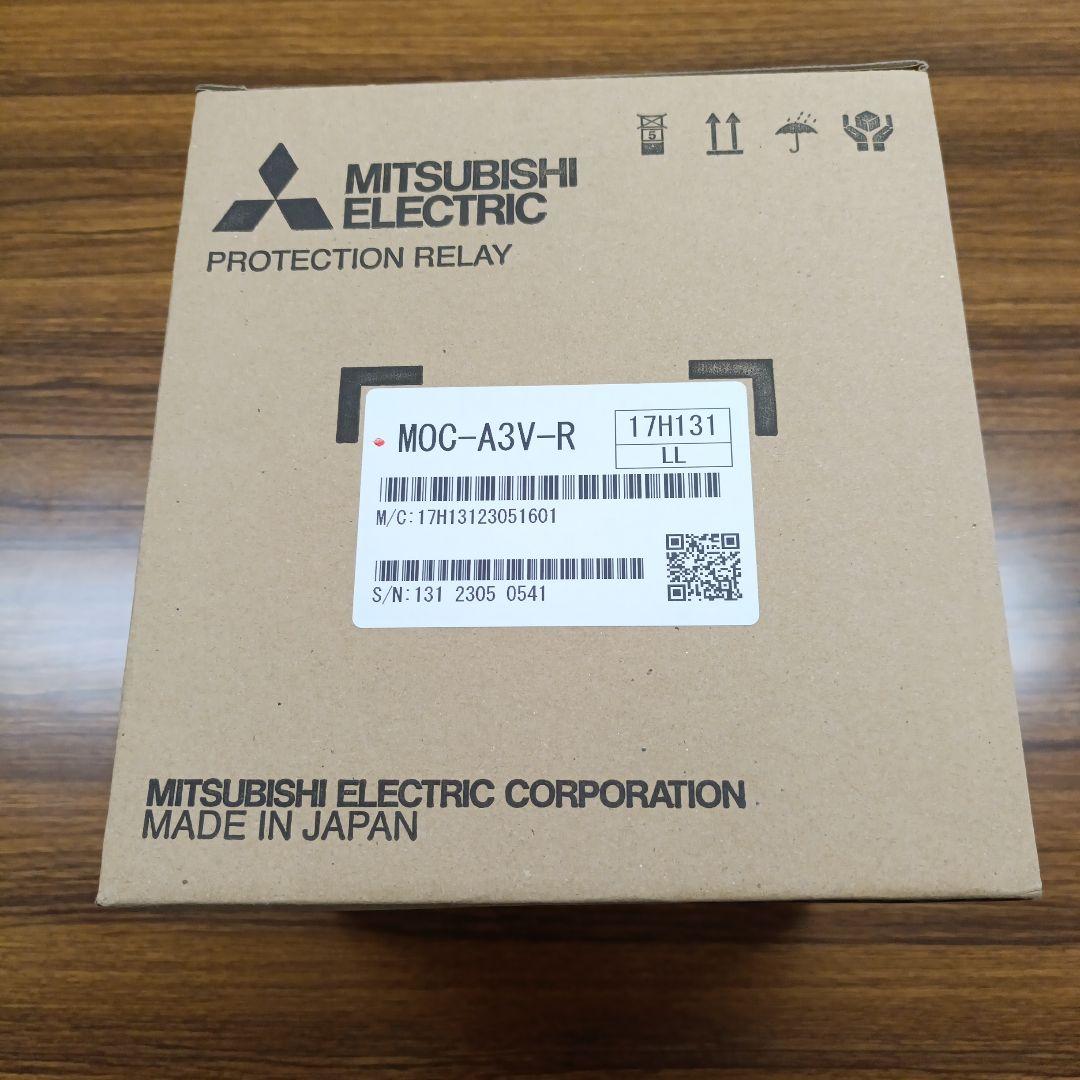 5
MITSUBISHI
ELECTRIC
PROTECTION RELAY
MOC-A3V-R
17H131
LL
M/C:17H13123051601
S/N:131 2305 0541
MITSUBISHI ELECTRIC CORPORATION
MADE IN JAPAN